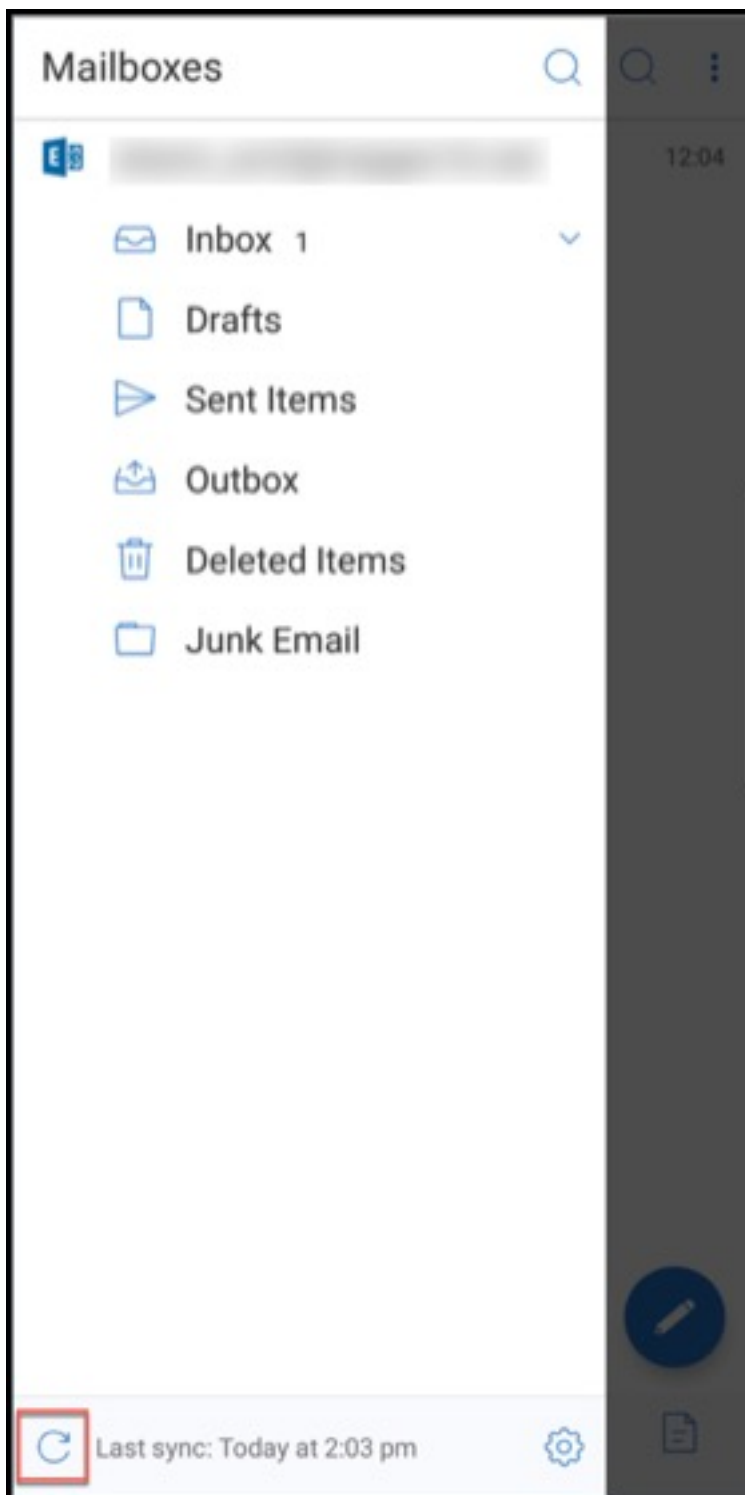 Mailboxes
12:04
Inbox 1
Drafts
Sent Items
Outbox
Deleted Items
Junk Email
Last sync: Today at 2:03 pm